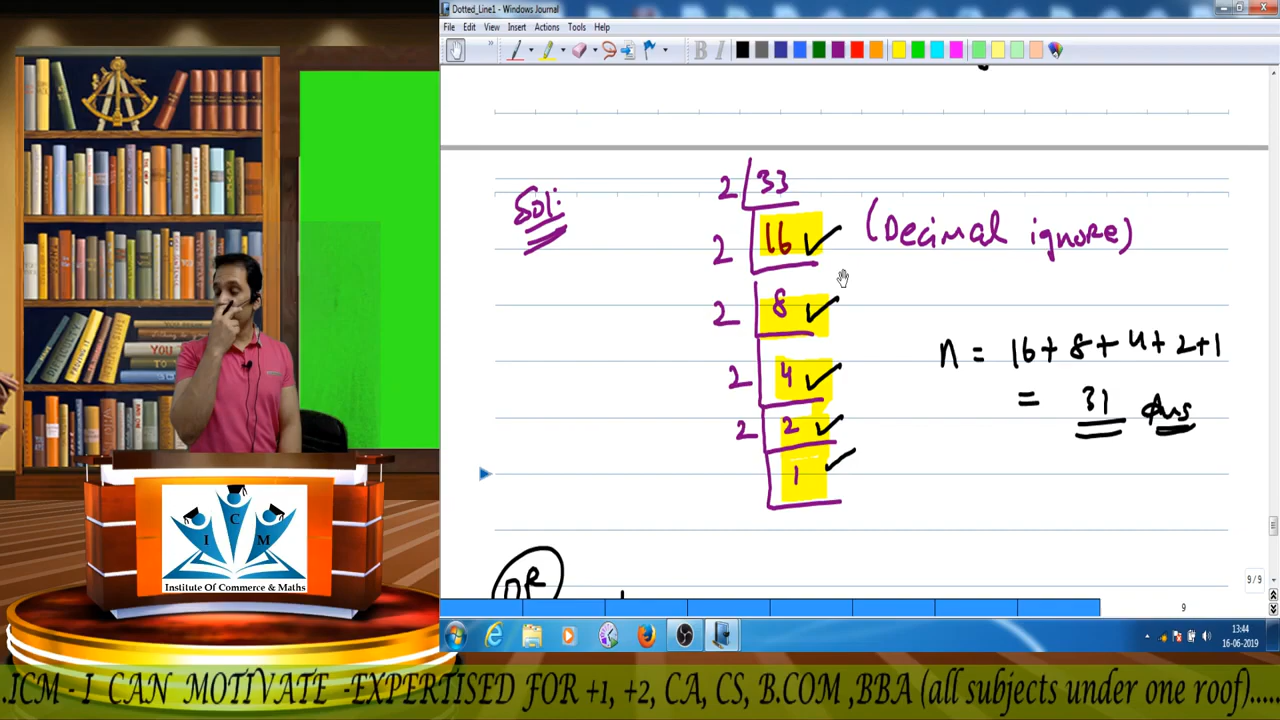 Dotted_Line1 - Windows Journal
File Edit View Insert Actions Tools Help
B I
Sol:
2 33
2 16 (Decimal ignore)
2 8
n = 16+ 8+ 4+ 2+1
2 4
= 31 Ans
2 2
1
OR
9/9
9
13:44
16-06-2019
I C M
Institute Of Commerce & Maths
.ICM - I CAN MOTIVATE -EXPERTISED FOR +1, +2, CA, CS, B.COM ,BBA (all subjects under one roof).....